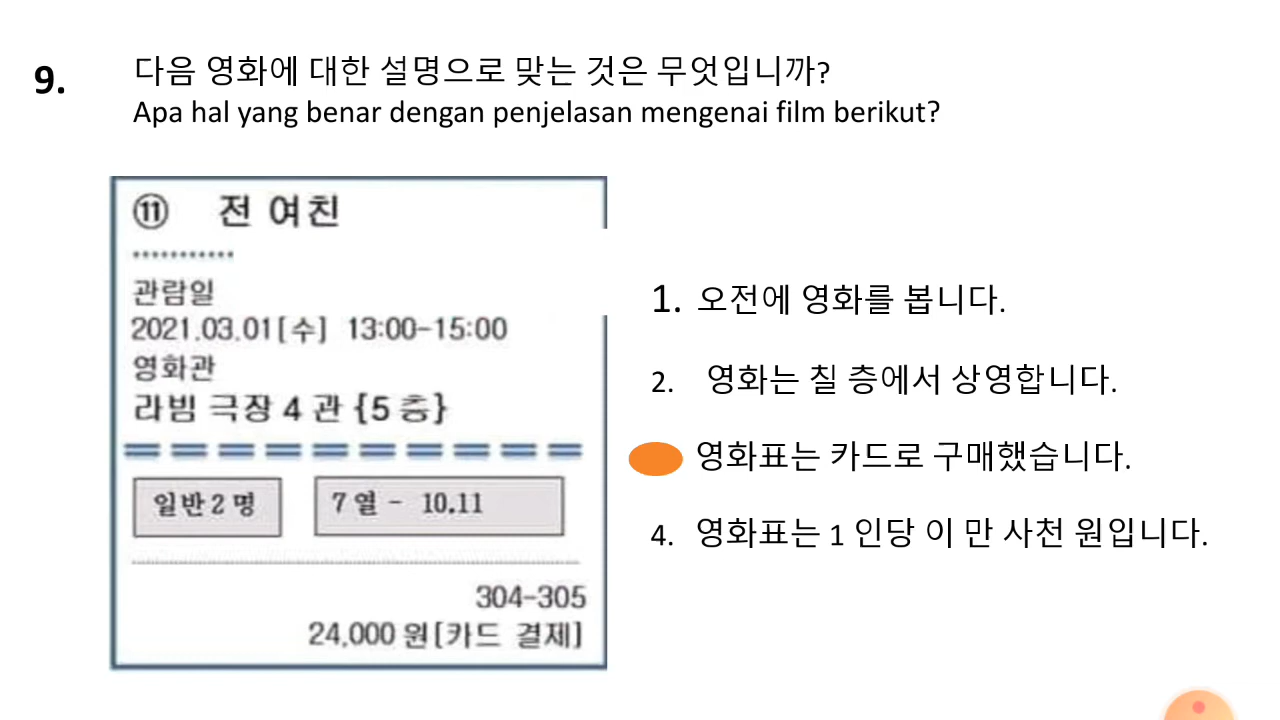 9.
다음 영화에 대한 설명으로 맞는 것은 무엇입니까?
Apa hal yang benar dengan penjelasan mengenai film berikut?
⑪ 전 여친
관람일
2021.03.01[수] 13:00-15:00
영화관
라빔 극장 4 관 {5 층}
일반 2 명
7 열 - 10.11
304-305
24,000 원[카드 결제]
1. 오전에 영화를 봅니다.
2. 영화는 칠 층에서 상영합니다.
영화표는 카드로 구매했습니다.
4. 영화표는 1 인당 이 만 사천 원입니다.